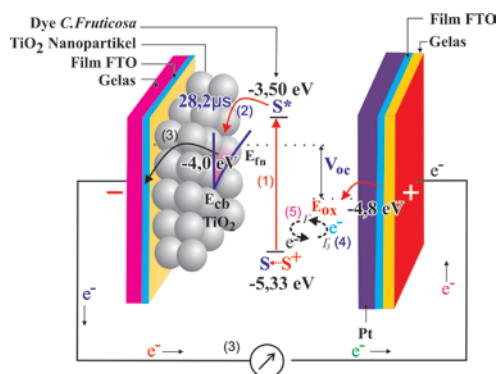 Dye C.Fruticosa
TiO2 Nanopartikel
Film FTO
Gelas
Film FTO
Gelas
-3,50 eV
28,2µs
(2)
S*
(3)
-4,0 eV
Efn
Voc
e-
(1)
Ecb
TiO2
Eox
-4,8 eV
(5)
I-
e-
e-
I3-
(4)
S←S+
-5,33 eV
Pt
e-
e-
e-
(3)
e-